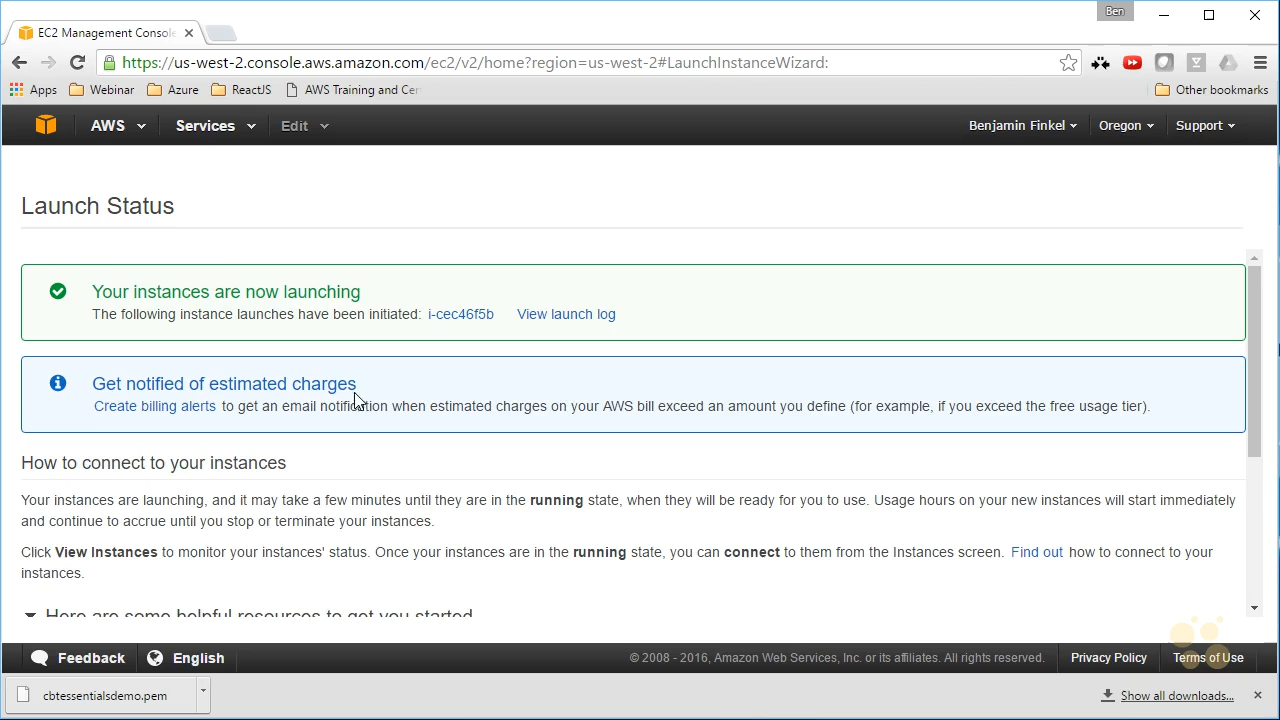 Ben
EC2 Management Console
https://us-west-2.console.aws.amazon.com/ec2/v2/home?region=us-west-2#LaunchInstanceWizard:
Apps Webinar Azure ReactJS AWS Training and Cer Other bookmarks
AWS Services Edit Benjamin Finkel Oregon Support
Launch Status
Your instances are now launching
The following instance launches have been initiated: i-cec46f5b View launch log
Get notified of estimated charges
Create billing alerts to get an email notification when estimated charges on your AWS bill exceed an amount you define (for example, if you exceed the free usage tier).
How to connect to your instances
Your instances are launching, and it may take a few minutes until they are in the running state, when they will be ready for you to use. Usage hours on your new instances will start immediately
and continue to accrue until you stop or terminate your instances.
Click View Instances to monitor your instances' status. Once your instances are in the running state, you can connect to them from the Instances screen. Find out how to connect to your
instances.
Here are some helpful resources to get you started
Feedback English © 2008 - 2016, Amazon Web Services, Inc. or its affiliates. All rights reserved. Privacy Policy Terms of Use
cbtessentialsdemo.pem Show all downloads...